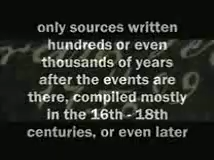 only sources written
hundreds or even
thousands of years
after the events are
there, compiled mostly
in the 16th - 18th
centuries, or even later